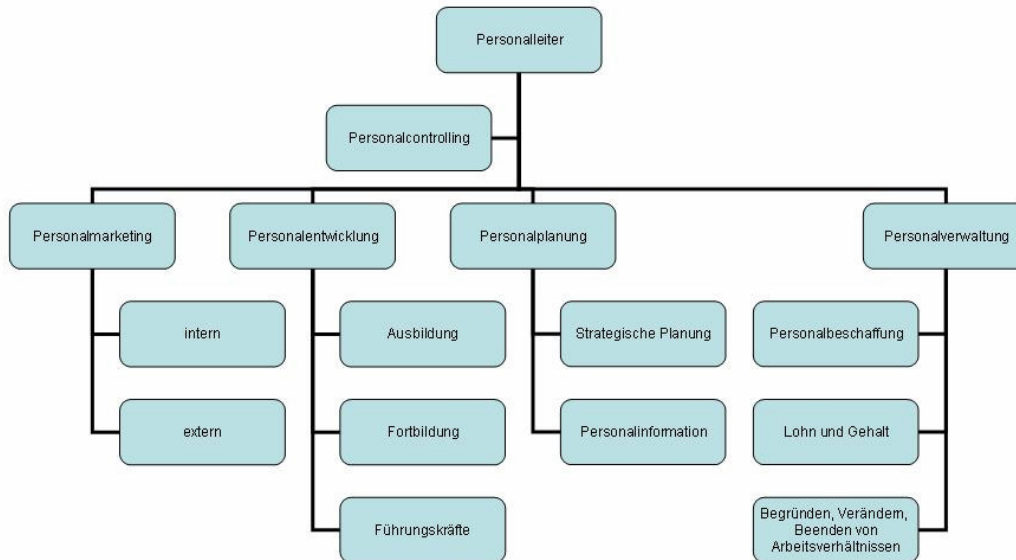 Personalleiter
Personalcontrolling
Personalmarketing
Personalentwicklung
Personalplanung
Personalverwaltung
intern
Ausbildung
Strategische Planung
Personalbeschaffung
extern
Fortbildung
Personalinformation
Lohn und Gehalt
Führungskräfte
Begründen, Verändern,
Beenden von
Arbeitsverhältnissen